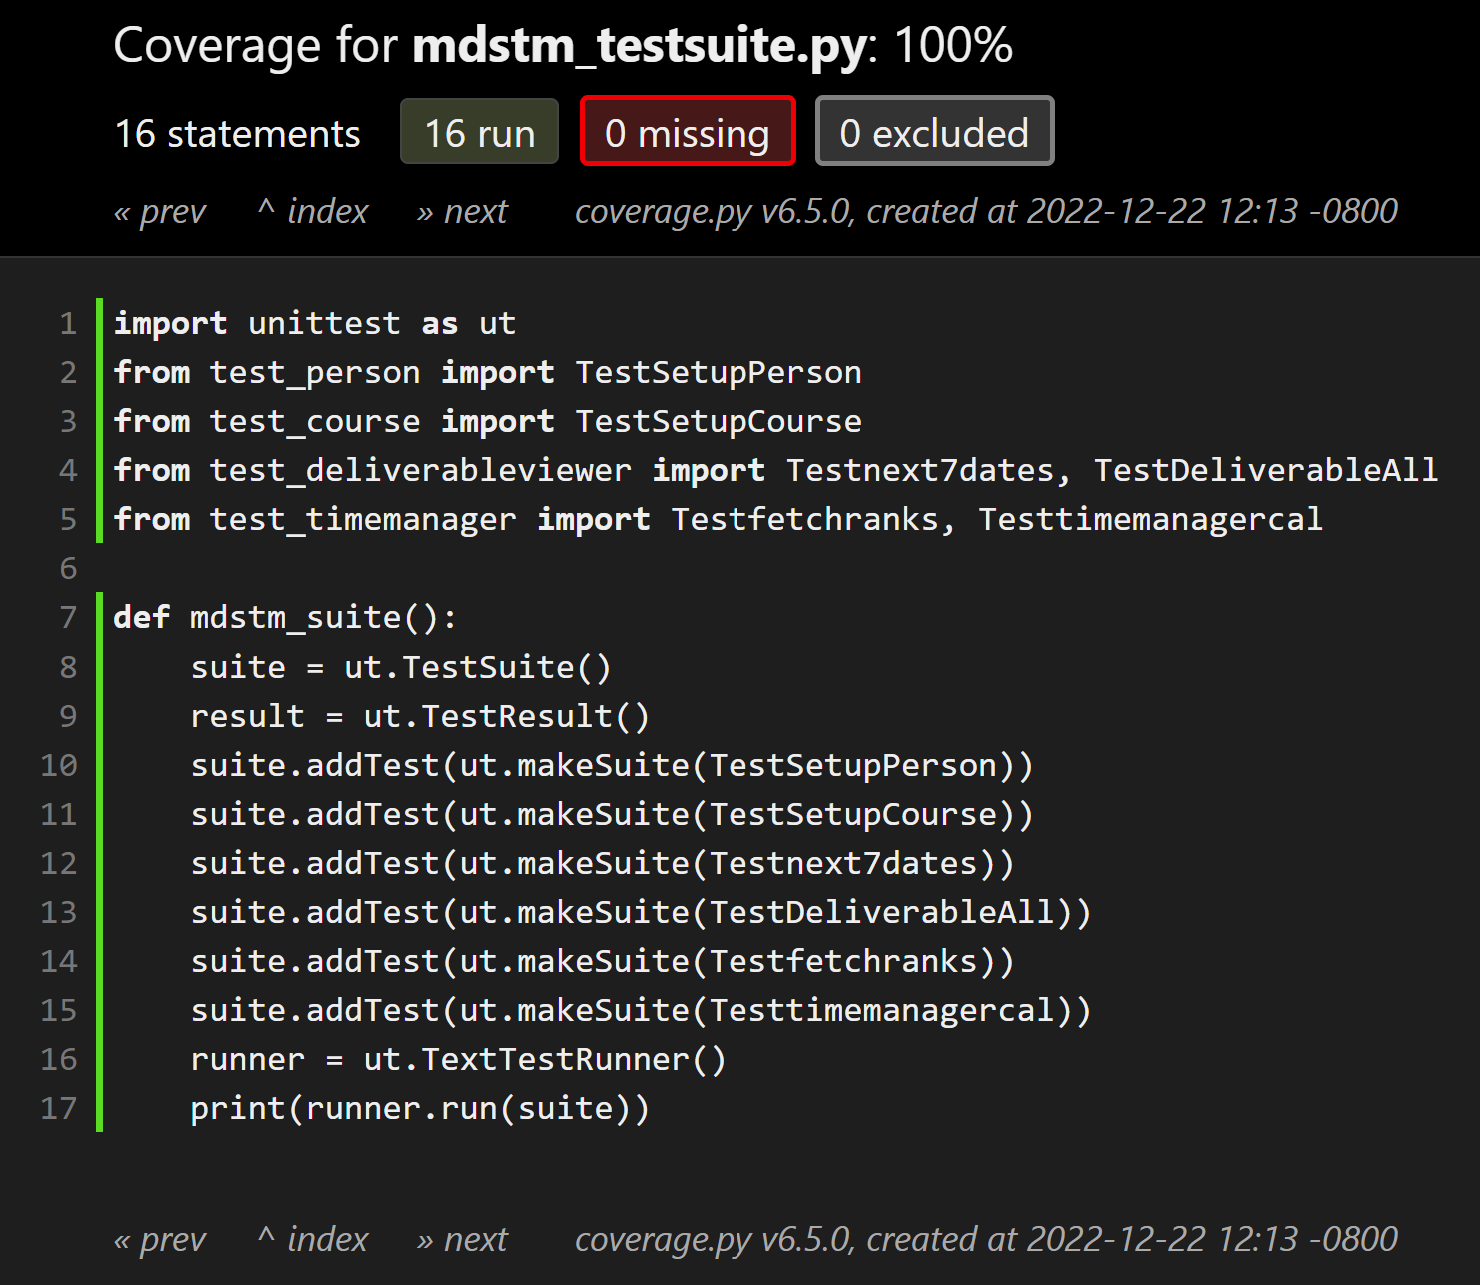 Coverage for mdstm_testsuite.py: 100%
16 statements 16 run 0 missing 0 excluded
« prev ^ index » next coverage.py v6.5.0, created at 2022-12-22 12:13 -0800
1 import unittest as ut
2 from test_person import TestSetupPerson
3 from test_course import TestSetupCourse
4 from test_deliverableviewer import Testnext7dates, TestDeliverableAll
5 from test_timemanager import Testfetchranks, Testtimemanagercal
6
7 def mdstm_suite():
8     suite = ut.TestSuite()
9     result = ut.TestResult()
10     suite.addTest(ut.makeSuite(TestSetupPerson))
11     suite.addTest(ut.makeSuite(TestSetupCourse))
12     suite.addTest(ut.makeSuite(Testnext7dates))
13     suite.addTest(ut.makeSuite(TestDeliverableAll))
14     suite.addTest(ut.makeSuite(Testfetchranks))
15     suite.addTest(ut.makeSuite(Testtimemanagercal))
16     runner = ut.TextTestRunner()
17     print(runner.run(suite))
« prev ^ index » next coverage.py v6.5.0, created at 2022-12-22 12:13 -0800